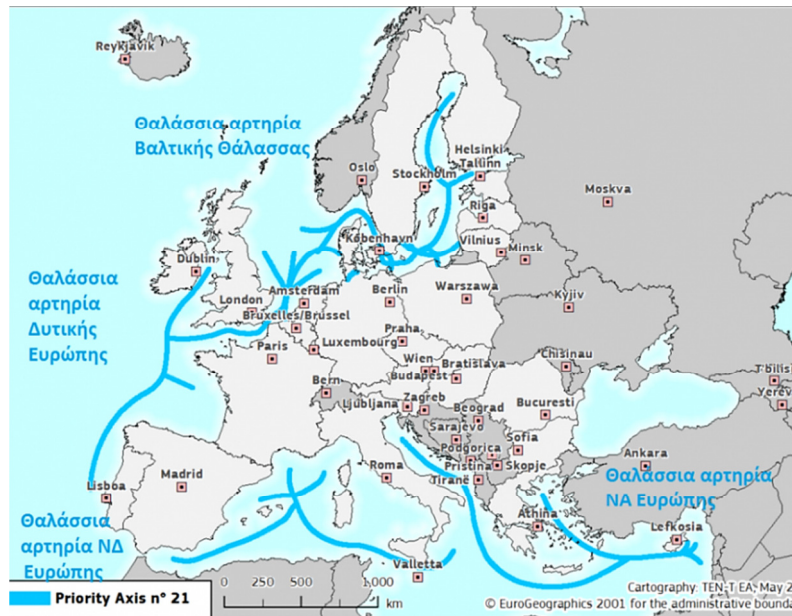 Reykjavik
Θαλάσσια αρτηρία
Βαλτικής Θάλασσας
Helsinki
Tallinn
Oslo
Stockholm
Moskva
Riga
København
Vilnius
Minsk
Dublin
Θαλάσσια
αρτηρία
Δυτικής
Ευρώπης
Amsterdam
London
Berlin
Warszawa
Bruxelles/Brussel
Kyjiv
Praha
Luxembourg
Paris
Wien
Bratislava
Budapest
Chisinau
Bern
Tbilisi
Ljubljana
Zagreb
Yerev
Beograd
Bucuresti
Sarajevo
Sofia
Podgorica
Ankara
Pristina
Skopje
Madrid
Roma
Tiranë
Lisboa
Θαλάσσια αρτηρία
ΝΑ Ευρώπης
Athina
Lefkosia
Θαλάσσια
αρτηρία ΝΔ
Ευρώπης
Valletta
Priority Axis n° 21
0 250 500 1,000
km
Cartography: TEN-T EA, May 2
© EuroGeographics 2001 for the administrative bounda